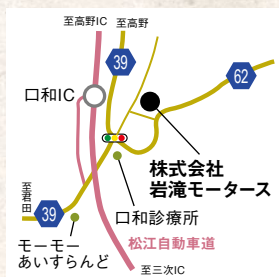 至高野IC
至高野
39
62
口和IC
株式会社
岩滝モータース
至君田
39
口和診療所
モーモー
あいすらんど
松江自動車道
至三次IC